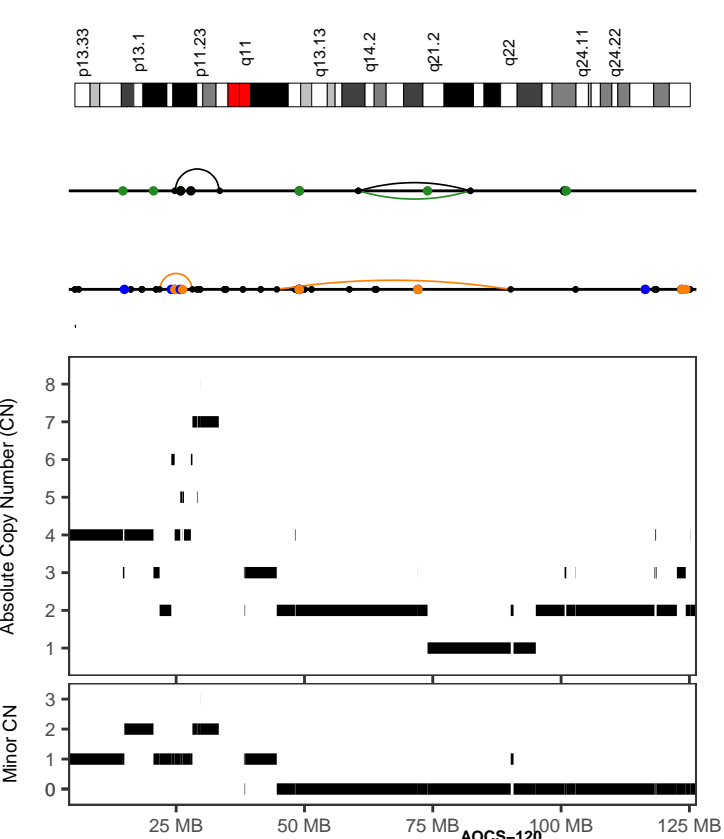 p13.33 p13.1 p11.23 q11 q13.13 q14.2 q21.2 q22 q24.11 q24.22
Absolute Copy Number (CN)
8
7
6
5
4
3
2
1
Minor CN
3
2
1
0
25 MB 50 MB 75 MB 100 MB 125 MB
AOCS−120